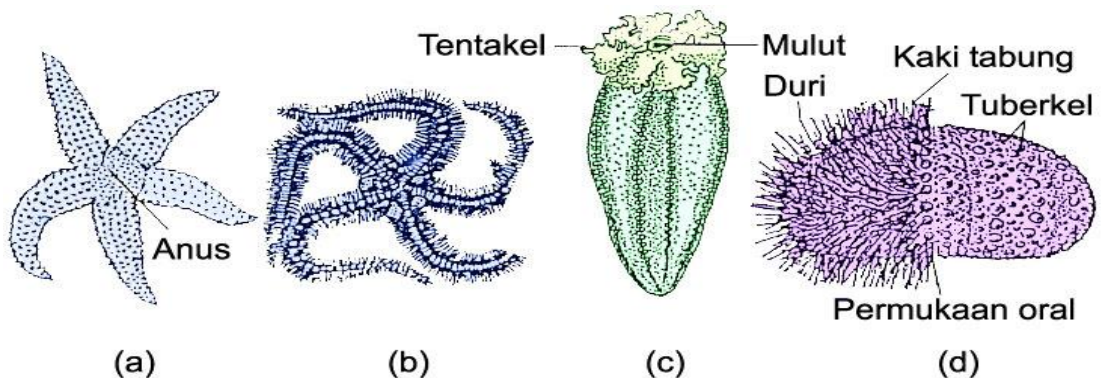 Tentakel
Mulut
Kaki tabung
Duri
Tuberkel
Anus
Permukaan oral
(a)
(b)
(c)
(d)